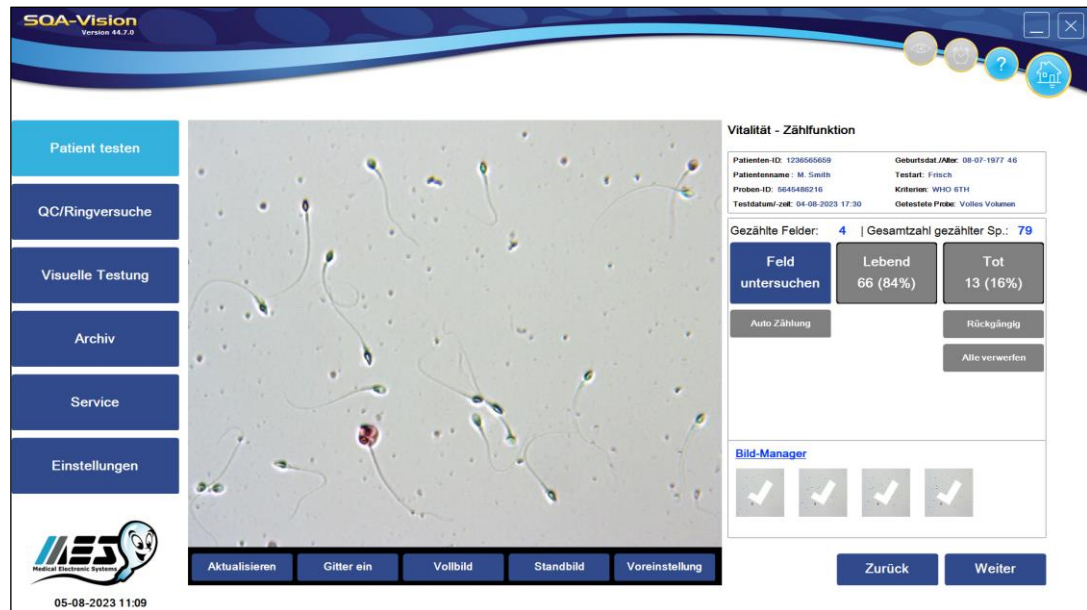 SQA-Vision
Version 44.7.0
?
Patient testen
QC/Ringversuche
Visuelle Testung
Archiv
Service
Einstellungen
MES
Medical Electronic Systems
05-08-2023 11:09
Aktualisieren
Gitter ein
Vollbild
Standbild
Voreinstellung
Vitalität - Zählfunktion
Patienten-ID: 1236565659 Geburtsdat./Alter: 08-07-1977 46
Patientenname : M. Smith Testart: Frisch
Proben-ID: 5645486216 Kriterien: WHO 6TH
Testdatum/-zeit: 04-08-2023 17:30 Getestete Probe: Volles Volumen
Gezählte Felder: 4 | Gesamtzahl gezählter Sp.: 79
Feld untersuchen
Lebend
66 (84%)
Tot
13 (16%)
Auto Zählung
Rückgängig
Alle verwerfen
Bild-Manager
Zurück
Weiter